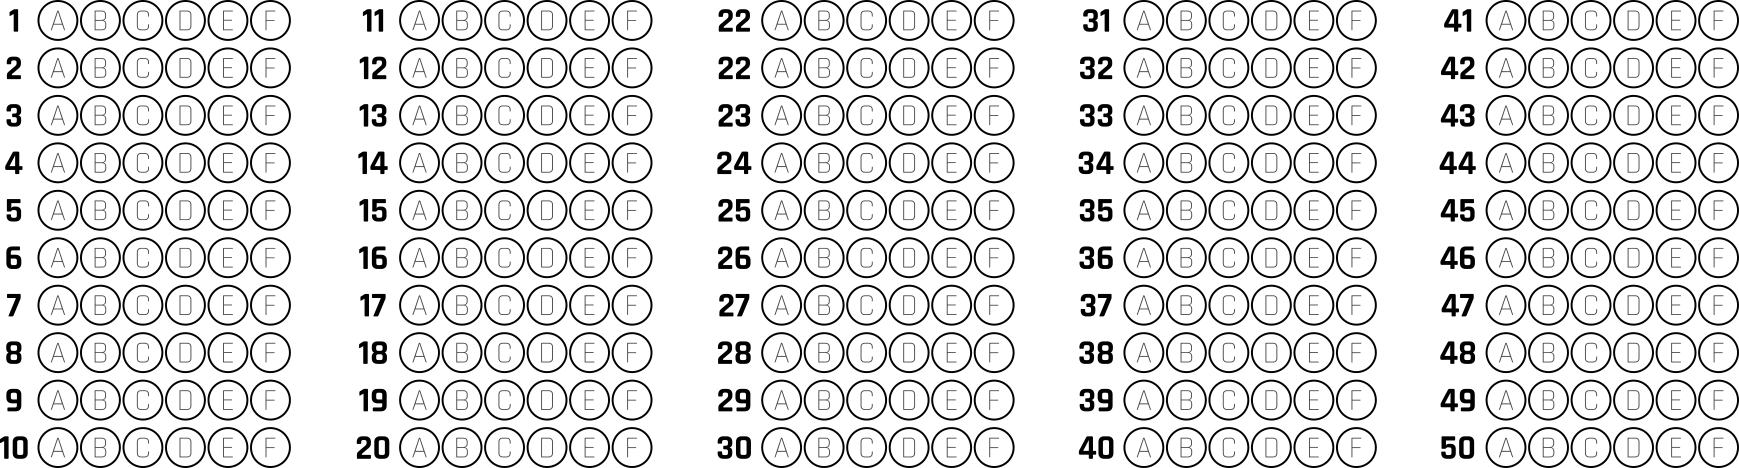 1 A B C D E F 11 A B C D E F 22 A B C D E F 31 A B C D E F 41 A B C D E F
2 A B C D E F 12 A B C D E F 22 A B C D E F 32 A B C D E F 42 A B C D E F
3 A B C D E F 13 A B C D E F 23 A B C D E F 33 A B C D E F 43 A B C D E F
4 A B C D E F 14 A B C D E F 24 A B C D E F 34 A B C D E F 44 A B C D E F
5 A B C D E F 15 A B C D E F 25 A B C D E F 35 A B C D E F 45 A B C D E F
6 A B C D E F 16 A B C D E F 26 A B C D E F 36 A B C D E F 46 A B C D E F
7 A B C D E F 17 A B C D E F 27 A B C D E F 37 A B C D E F 47 A B C D E F
8 A B C D E F 18 A B C D E F 28 A B C D E F 38 A B C D E F 48 A B C D E F
9 A B C D E F 19 A B C D E F 29 A B C D E F 39 A B C D E F 49 A B C D E F
10 A B C D E F 20 A B C D E F 30 A B C D E F 40 A B C D E F 50 A B C D E F